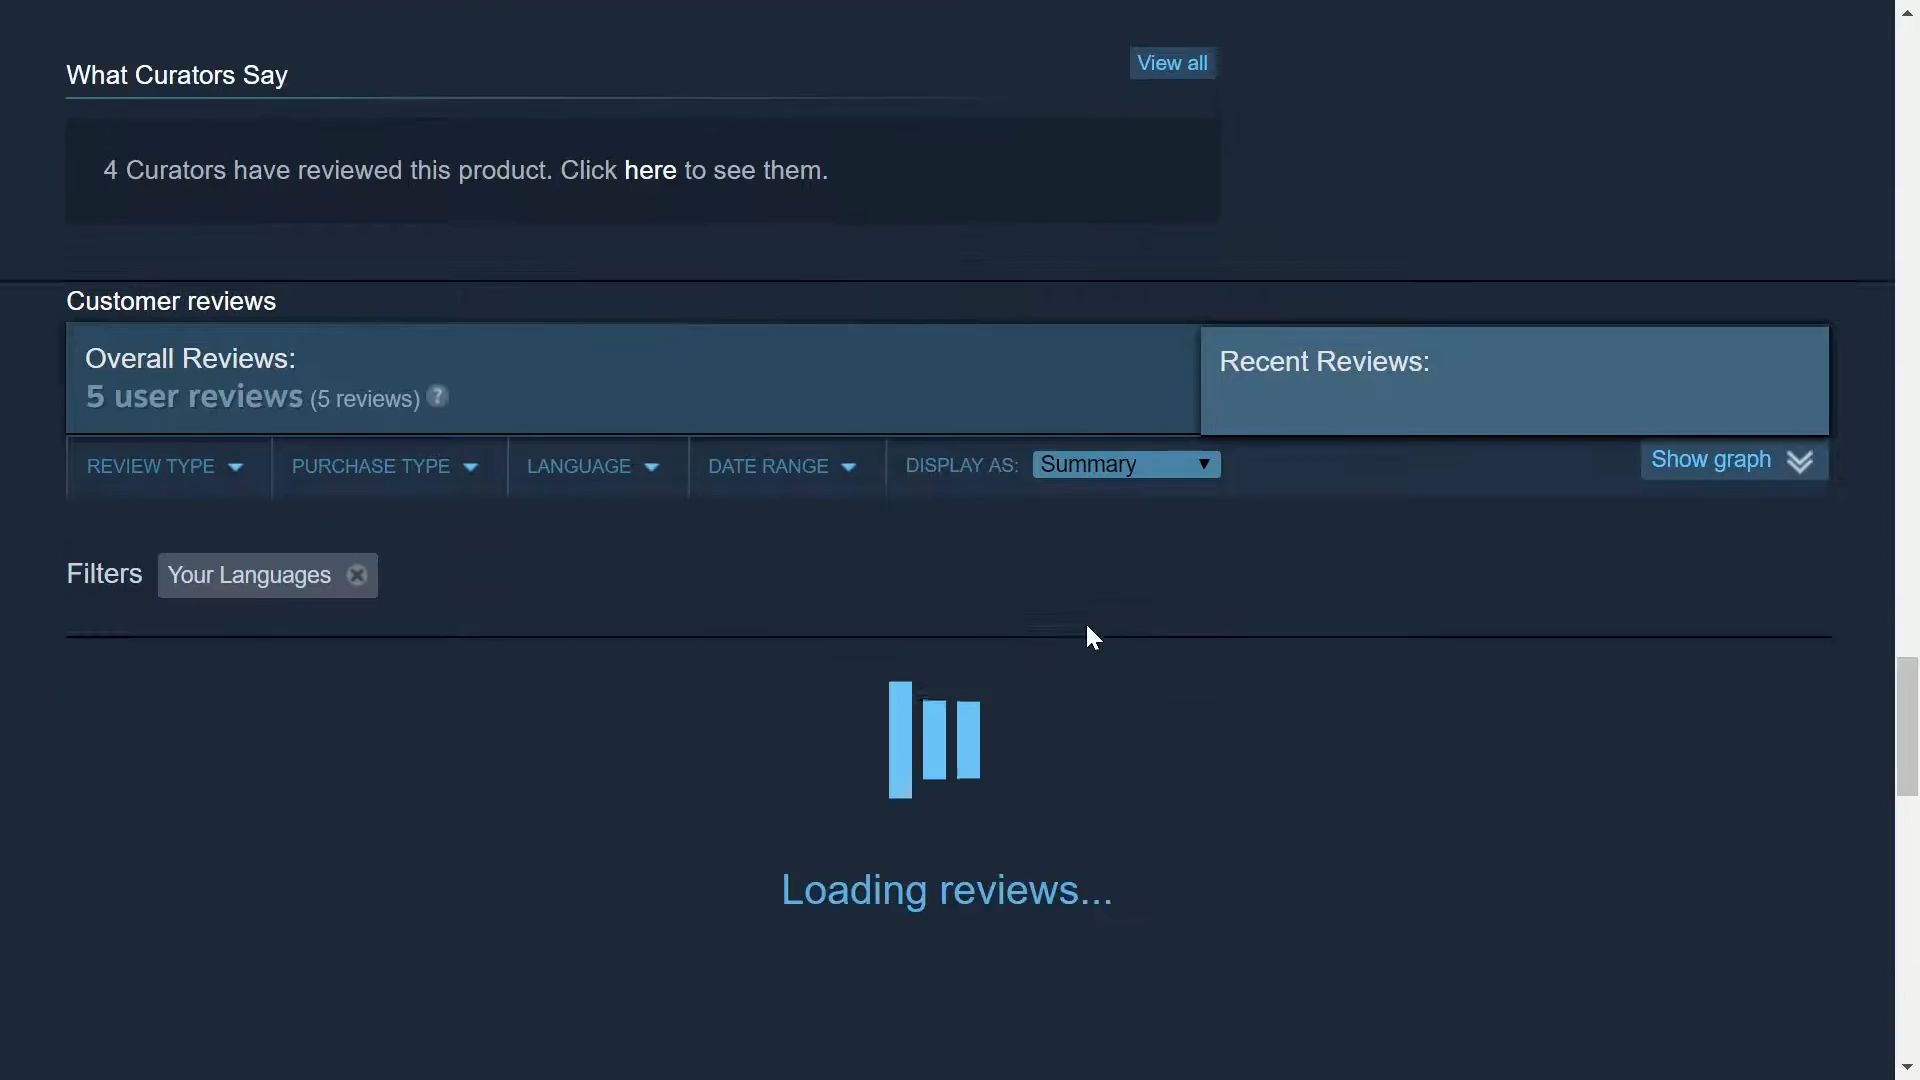 What Curators Say
View all
4 Curators have reviewed this product. Click here to see them.
Customer reviews
Overall Reviews:
5 user reviews (5 reviews) ?
Recent Reviews:
REVIEW TYPE
PURCHASE TYPE
LANGUAGE
DATE RANGE
DISPLAY AS: Summary
Show graph
Filters Your Languages
Loading reviews...